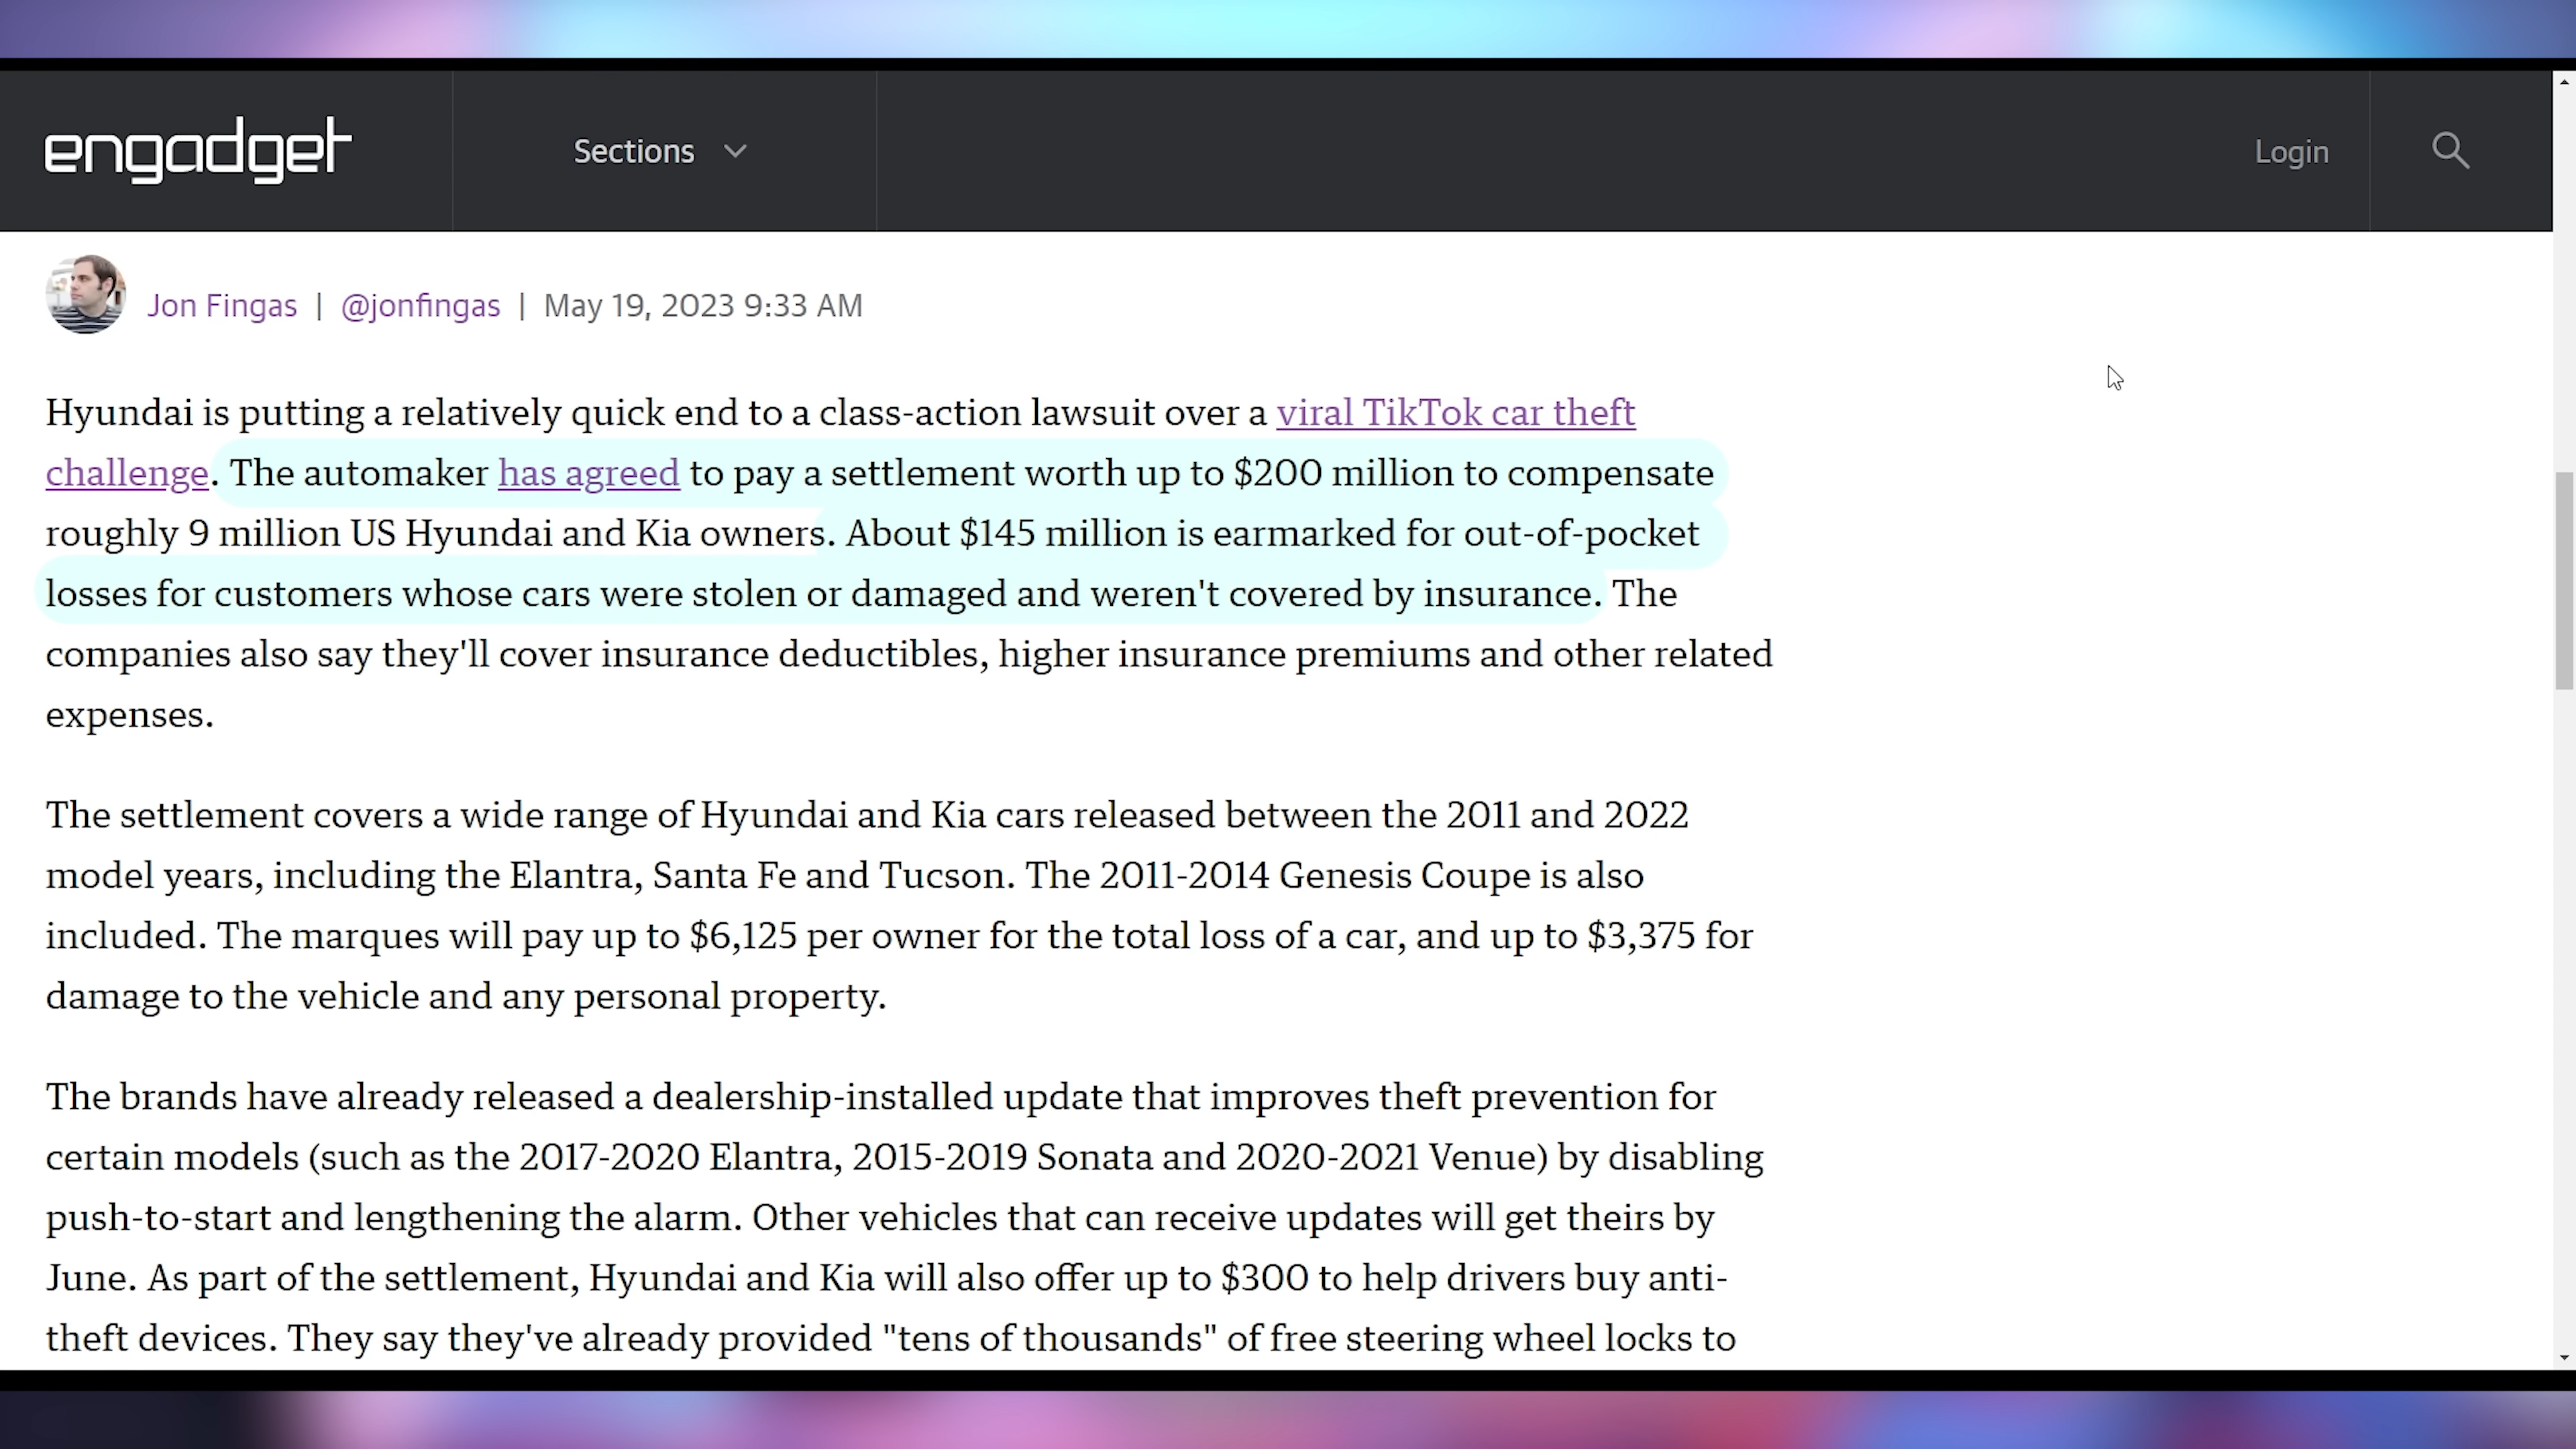 engadget
Sections
Login
Jon Fingas | @jonfingas | May 19, 2023 9:33 AM
Hyundai is putting a relatively quick end to a class-action lawsuit over a viral TikTok car theft
challenge. The automaker has agreed to pay a settlement worth up to $200 million to compensate
roughly 9 million US Hyundai and Kia owners. About $145 million is earmarked for out-of-pocket
losses for customers whose cars were stolen or damaged and weren't covered by insurance. The
companies also say they'll cover insurance deductibles, higher insurance premiums and other related
expenses.
The settlement covers a wide range of Hyundai and Kia cars released between the 2011 and 2022
model years, including the Elantra, Santa Fe and Tucson. The 2011-2014 Genesis Coupe is also
included. The marques will pay up to $6,125 per owner for the total loss of a car, and up to $3,375 for
damage to the vehicle and any personal property.
The brands have already released a dealership-installed update that improves theft prevention for
certain models (such as the 2017-2020 Elantra, 2015-2019 Sonata and 2020-2021 Venue) by disabling
push-to-start and lengthening the alarm. Other vehicles that can receive updates will get theirs by
June. As part of the settlement, Hyundai and Kia will also offer up to $300 to help drivers buy anti-
theft devices. They say they've already provided "tens of thousands" of free steering wheel locks to